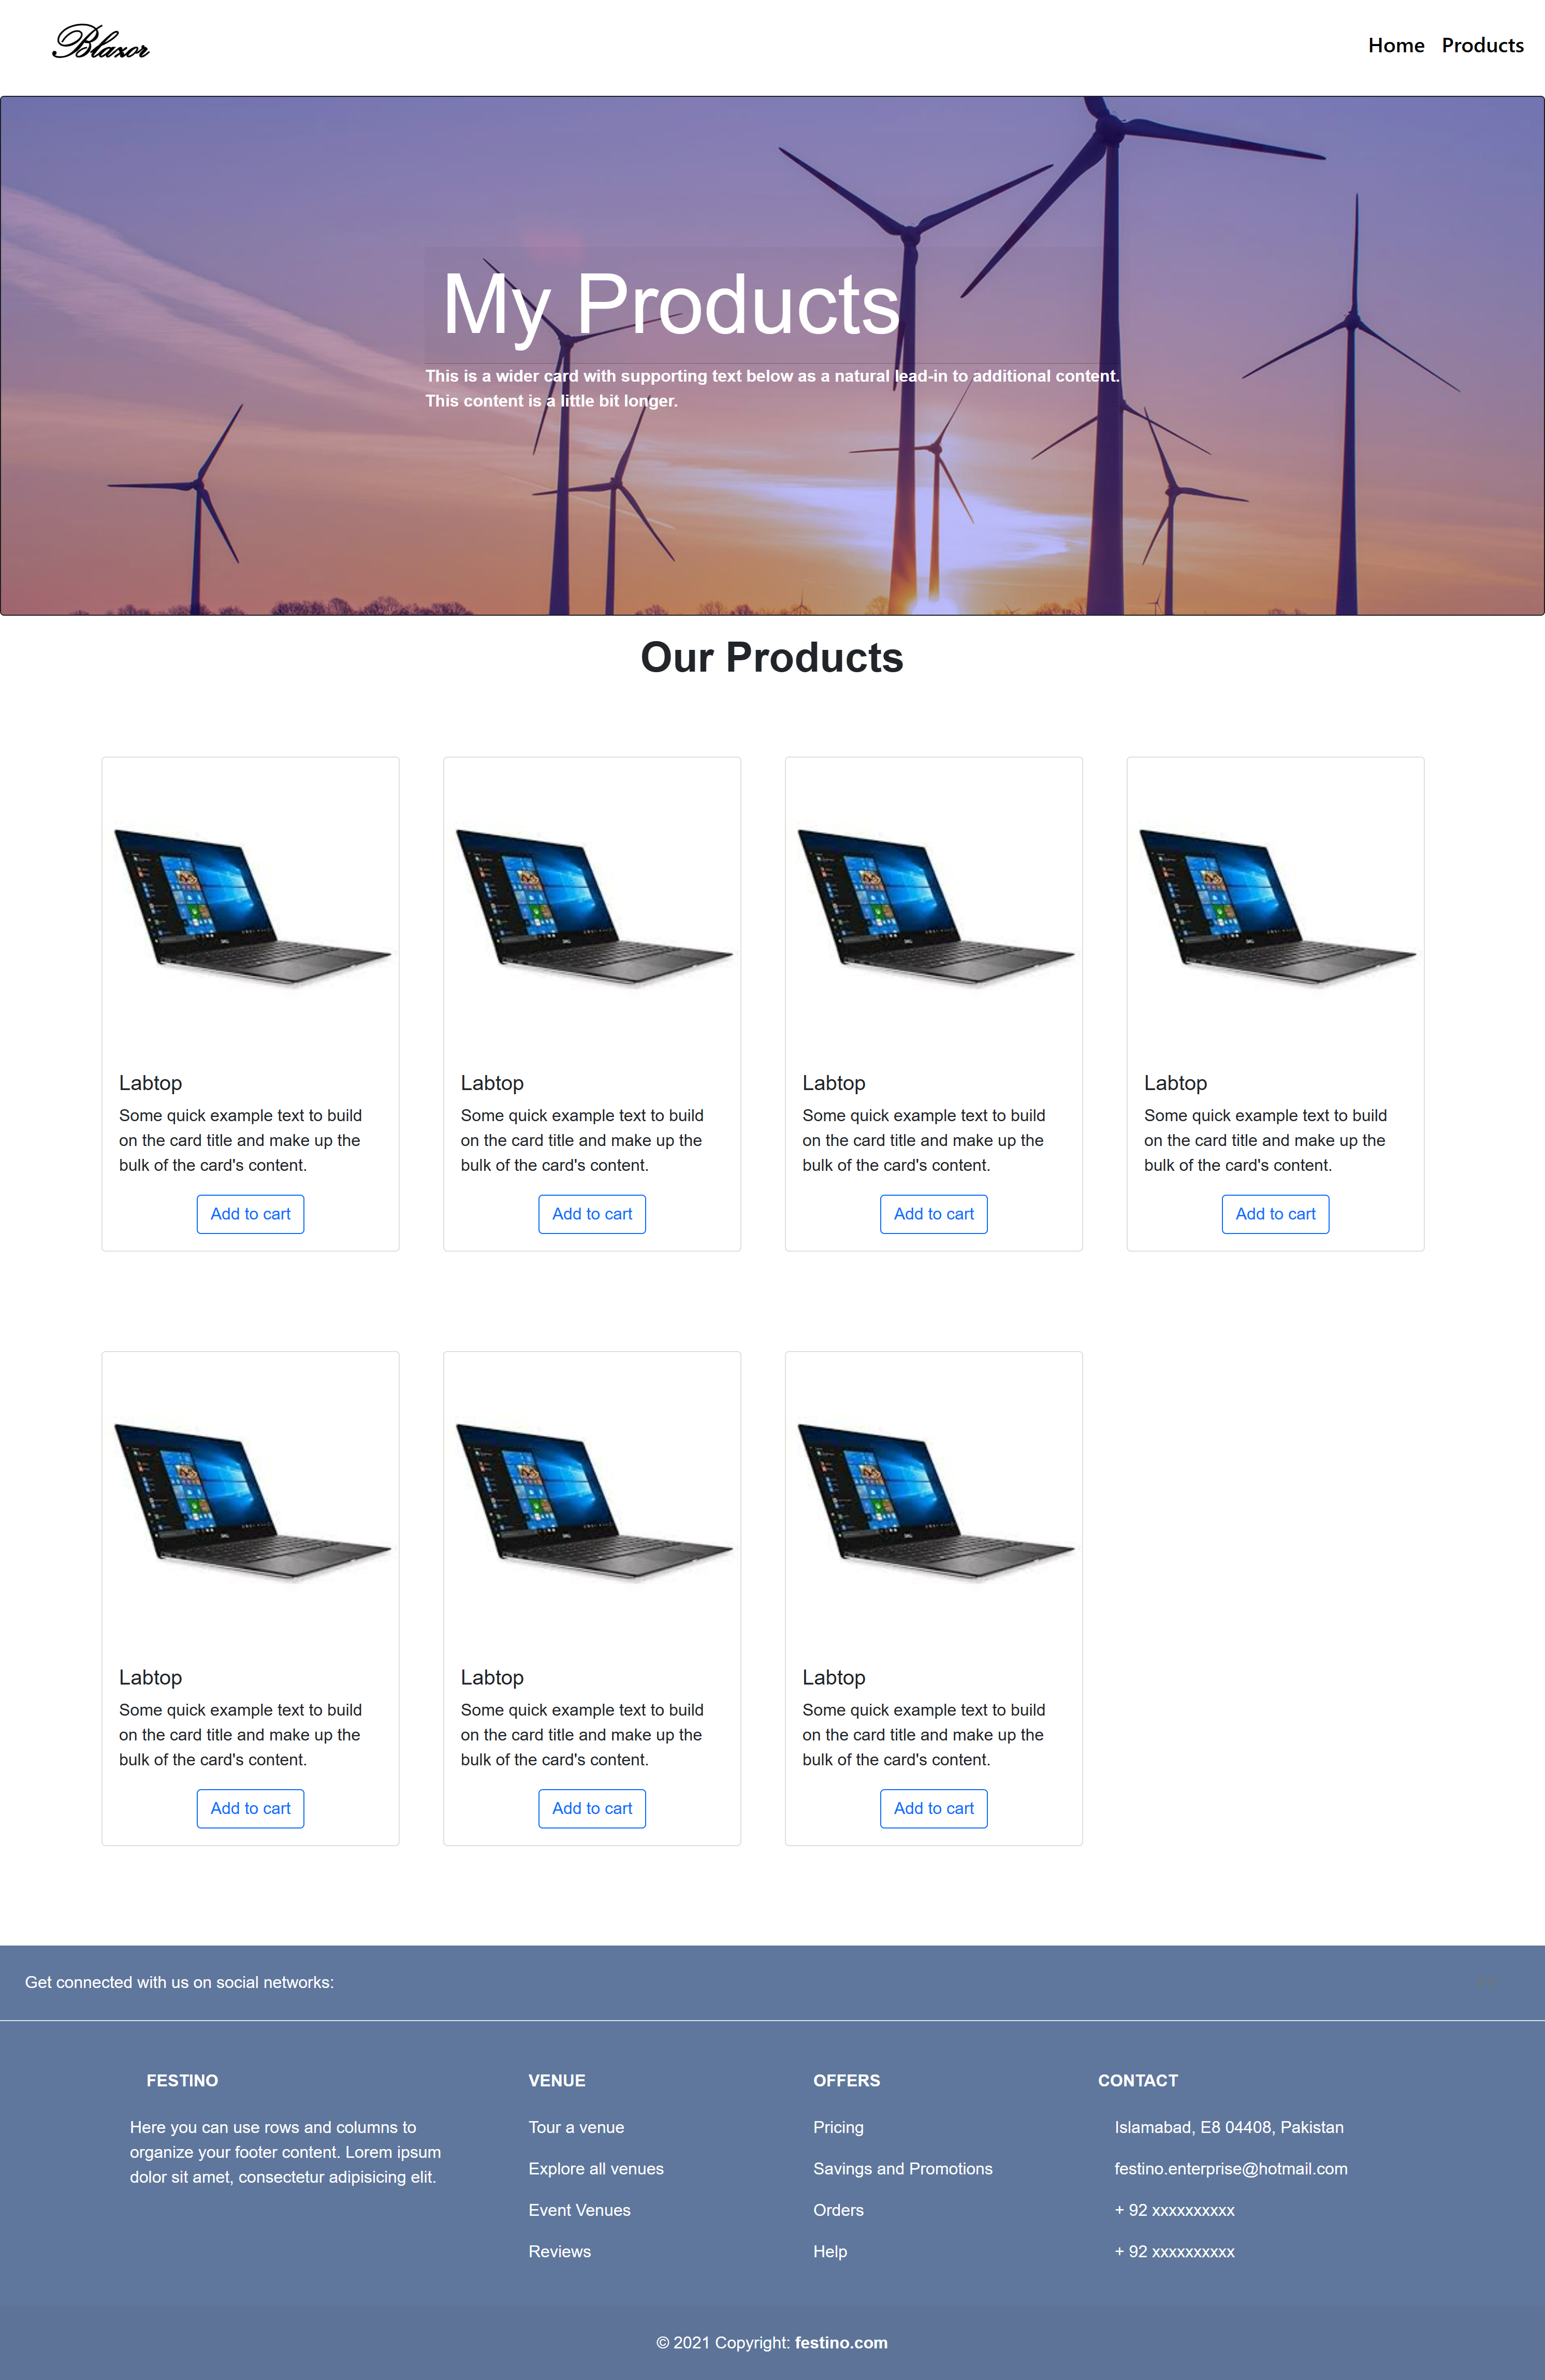 Blazor
Home Products
My Products
This is a wider card with supporting text below as a natural lead-in to additional content.
This content is a little bit longer.
Our Products
Labtop
Some quick example text to build
on the card title and make up the
bulk of the card's content.
Add to cart
Labtop
Some quick example text to build
on the card title and make up the
bulk of the card's content.
Add to cart
Labtop
Some quick example text to build
on the card title and make up the
bulk of the card's content.
Add to cart
Labtop
Some quick example text to build
on the card title and make up the
bulk of the card's content.
Add to cart
Labtop
Some quick example text to build
on the card title and make up the
bulk of the card's content.
Add to cart
Labtop
Some quick example text to build
on the card title and make up the
bulk of the card's content.
Add to cart
Labtop
Some quick example text to build
on the card title and make up the
bulk of the card's content.
Add to cart
Get connected with us on social networks:
FESTINO
Here you can use rows and columns to
organize your footer content. Lorem ipsum
dolor sit amet, consectetur adipisicing elit.
VENUE
Tour a venue
Explore all venues
Event Venues
Reviews
OFFERS
Pricing
Savings and Promotions
Orders
Help
CONTACT
Islamabad, E8 04408, Pakistan
festino.enterprise@hotmail.com
+ 92 xxxxxxxxxx
+ 92 xxxxxxxxxx
© 2021 Copyright: festino.com